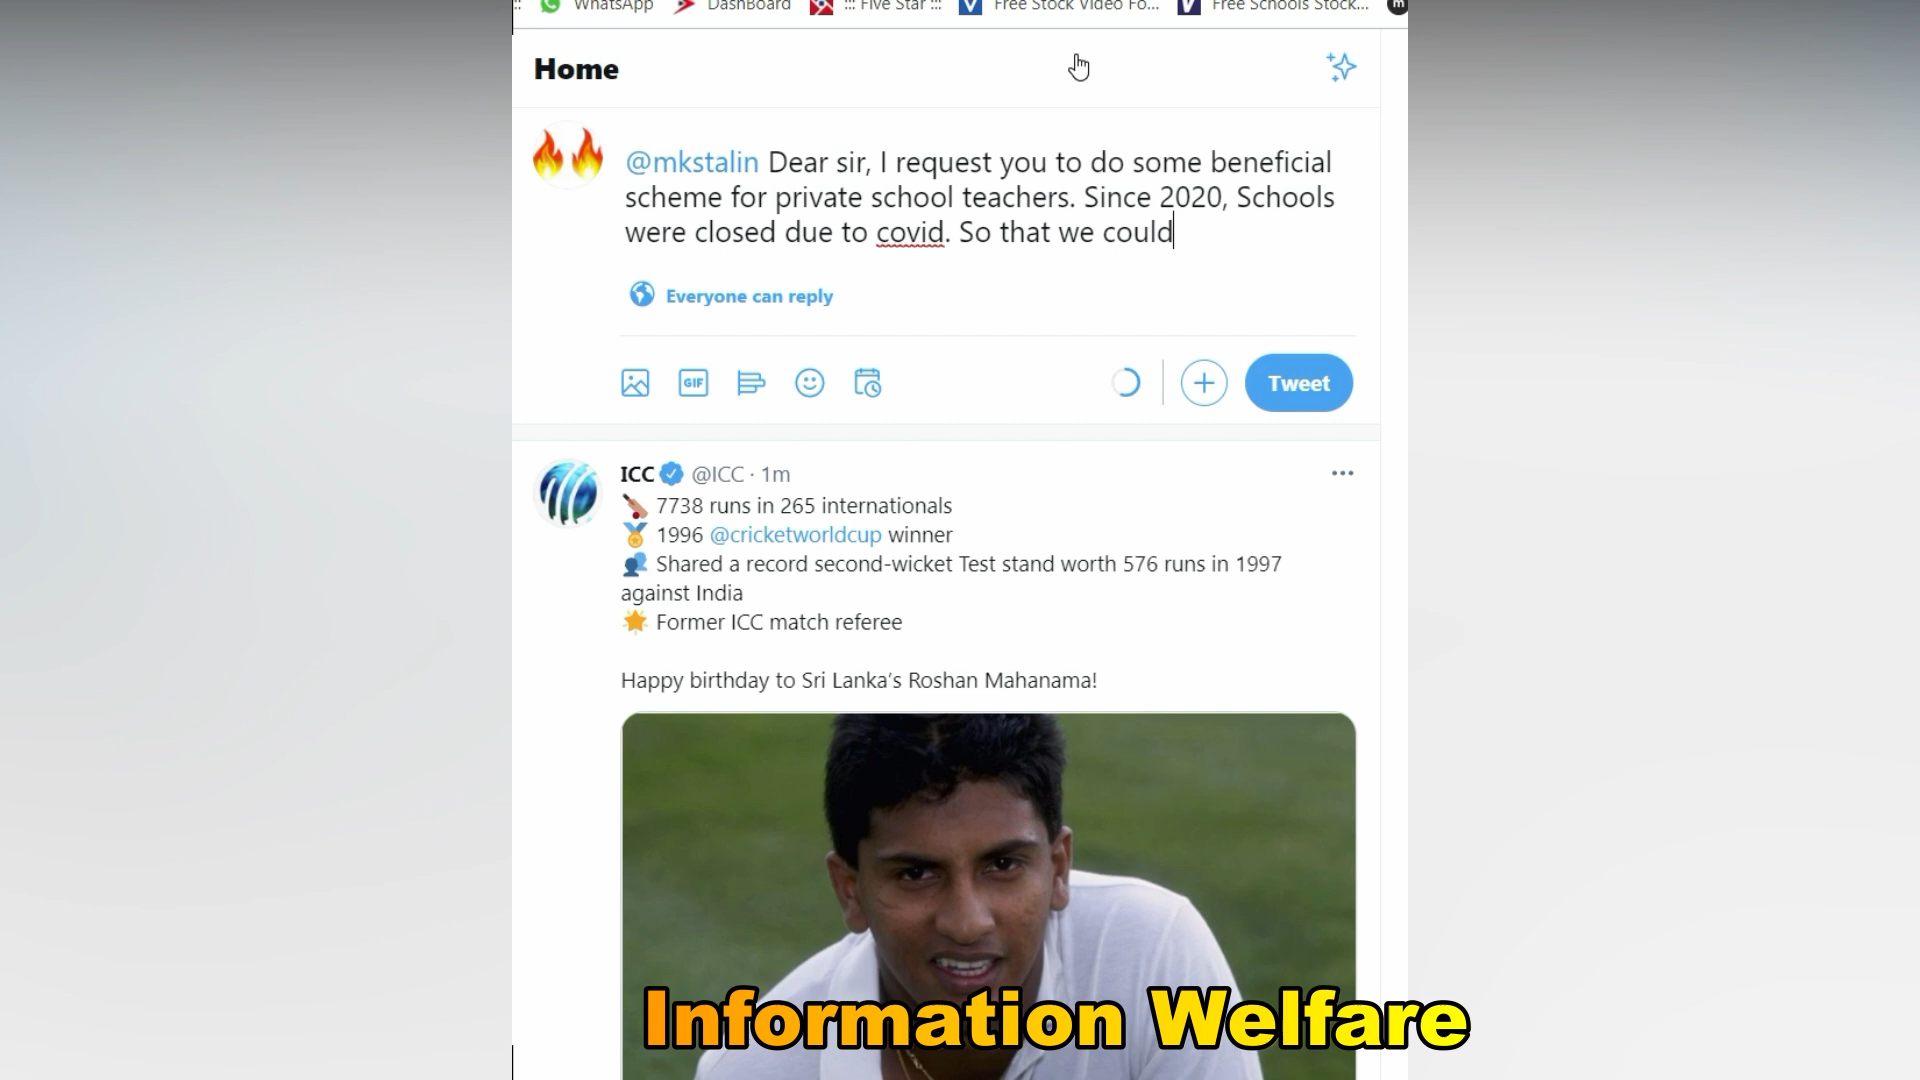 WhatsApp DashBoard ::: Five Star ::: Free Stock Video Fo... Free Schools Stock...
Home
@mkstalin Dear sir, I request you to do some beneficial
scheme for private school teachers. Since 2020, Schools
were closed due to covid. So that we could
Everyone can reply
GIF
Tweet
ICC @ICC · 1m
7738 runs in 265 internationals
1996 @cricketworldcup winner
Shared a record second-wicket Test stand worth 576 runs in 1997
against India
Former ICC match referee
Happy birthday to Sri Lanka's Roshan Mahanama!
Information Welfare